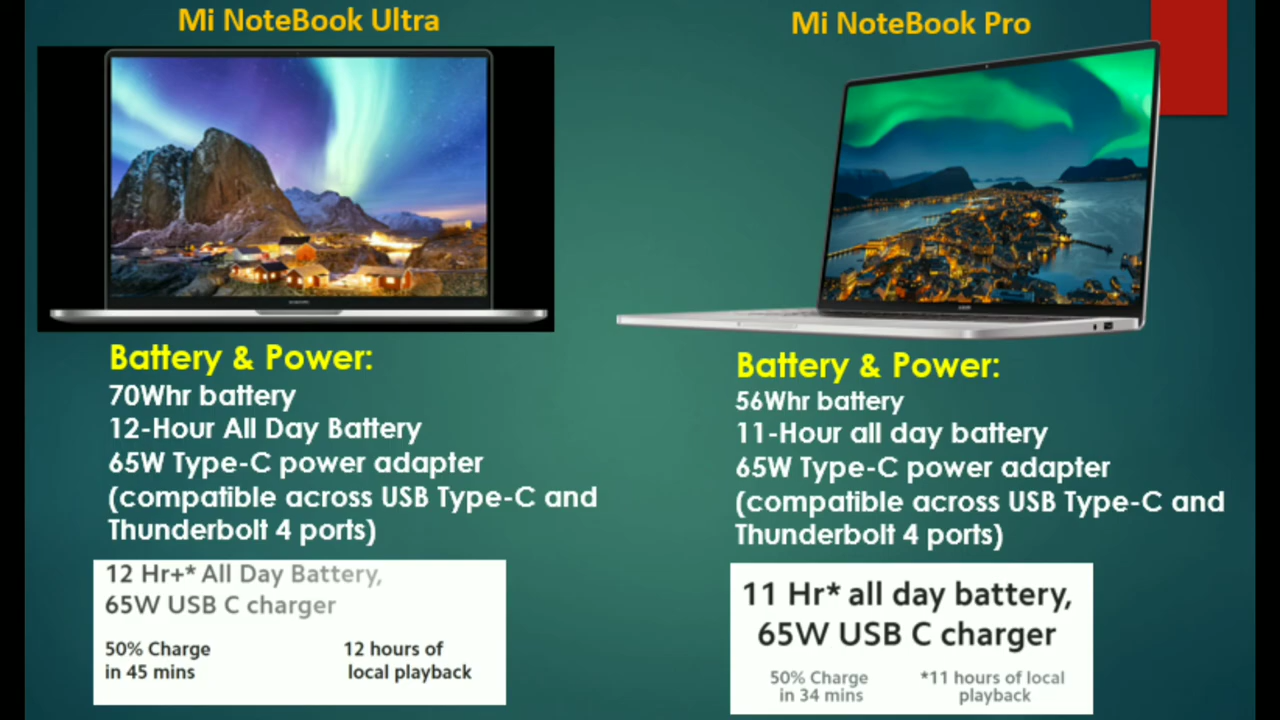 Mi NoteBook Ultra
Battery & Power:
70Whr battery
12-Hour All Day Battery
65W Type-C power adapter
(compatible across USB Type-C and
Thunderbolt 4 ports)
12 Hr+* All Day Battery,
65W USB C charger
50% Charge
in 45 mins
12 hours of
local playback
Mi NoteBook Pro
Battery & Power:
56Whr battery
11-Hour all day battery
65W Type-C power adapter
(compatible across USB Type-C and
Thunderbolt 4 ports)
11 Hr* all day battery,
65W USB C charger
50% Charge
in 34 mins
*11 hours of local
playback